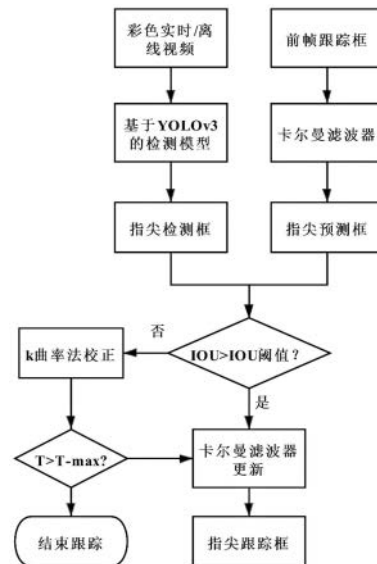 彩色实时/离
线视频
前帧跟踪框
基于YOLOv3
的检测模型
卡尔曼滤波器
指尖检测框
指尖预测框
否
k曲率法校正
IOU>IOU阈值？
是
T>T-max?
卡尔曼滤波器
更新
结束跟踪
指尖跟踪框